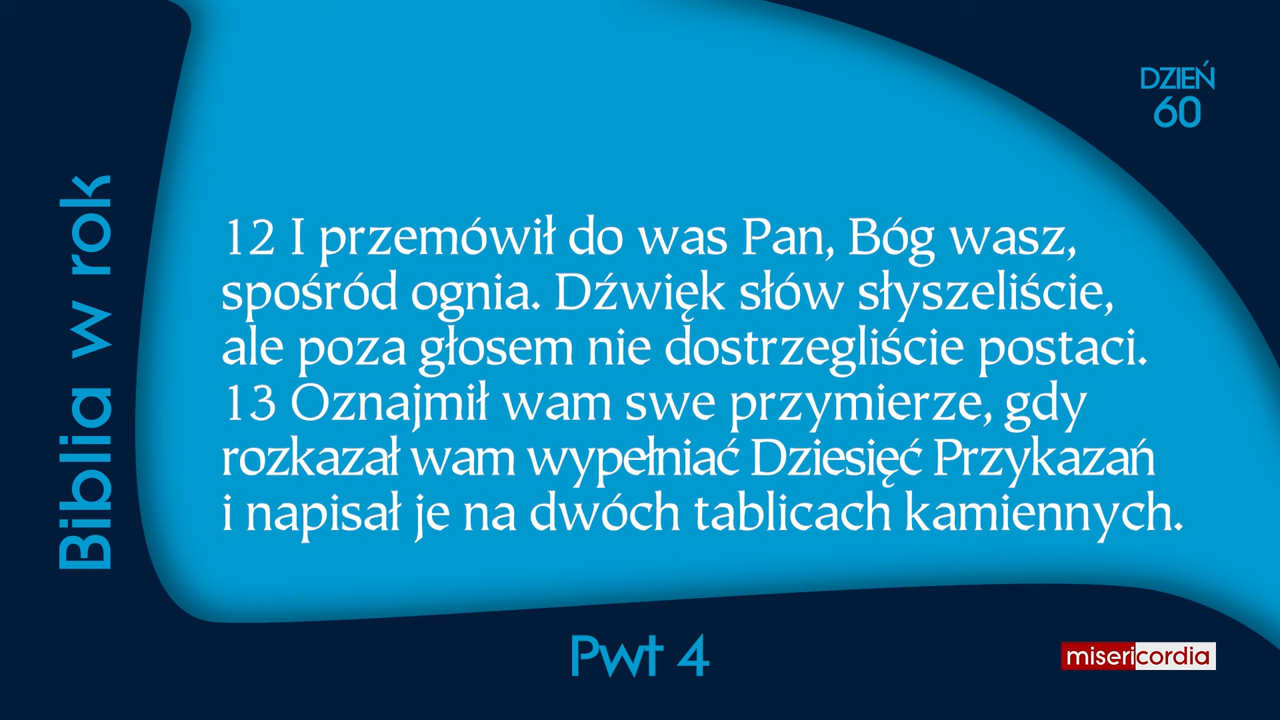 DZIEŃ
60
Biblia w rok
12 I przemówił do was Pan, Bóg wasz,
spośród ognia. Dźwięk słów słyszeliście,
ale poza głosem nie dostrzegliście postaci.
13 Oznajmił wam swe przymierze, gdy
rozkazał wam wypełniać Dziesięć Przykazań
i napisał je na dwóch tablicach kamiennych.
Pwt 4
misericordia